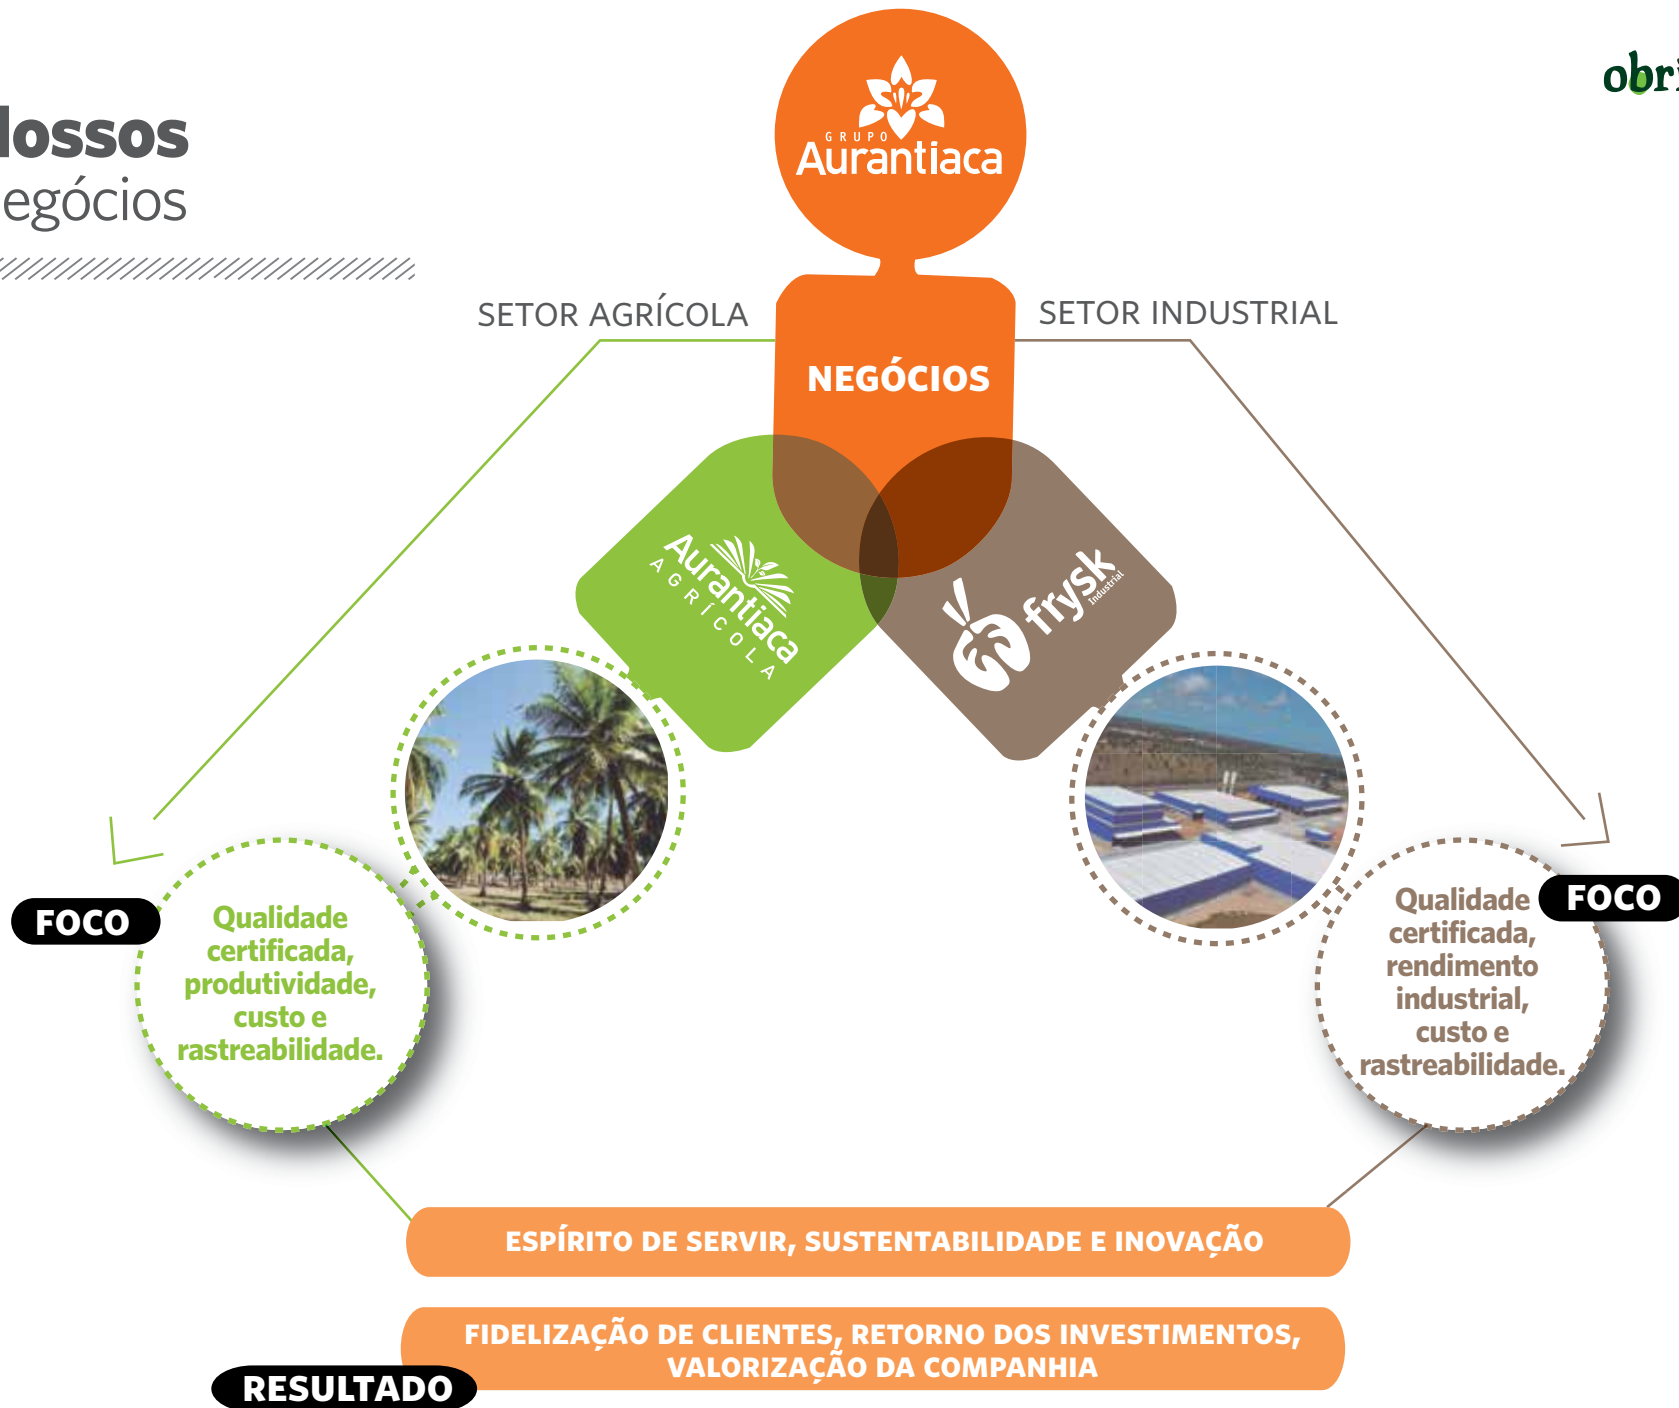 lossos
egócios
obri
GRUPO
Aurantiaca
SETOR AGRÍCOLA
SETOR INDUSTRIAL
NEGÓCIOS
Aurantiaca
AGRÍCOLA
frysk
Industrial
FOCO
Qualidade
certificada,
produtividade,
custo e
rastreabilidade.
FOCO
Qualidade
certificada,
rendimento
industrial,
custo e
rastreabilidade.
ESPÍRITO DE SERVIR, SUSTENTABILIDADE E INOVAÇÃO
FIDELIZAÇÃO DE CLIENTES, RETORNO DOS INVESTIMENTOS,
VALORIZAÇÃO DA COMPANHIA
RESULTADO